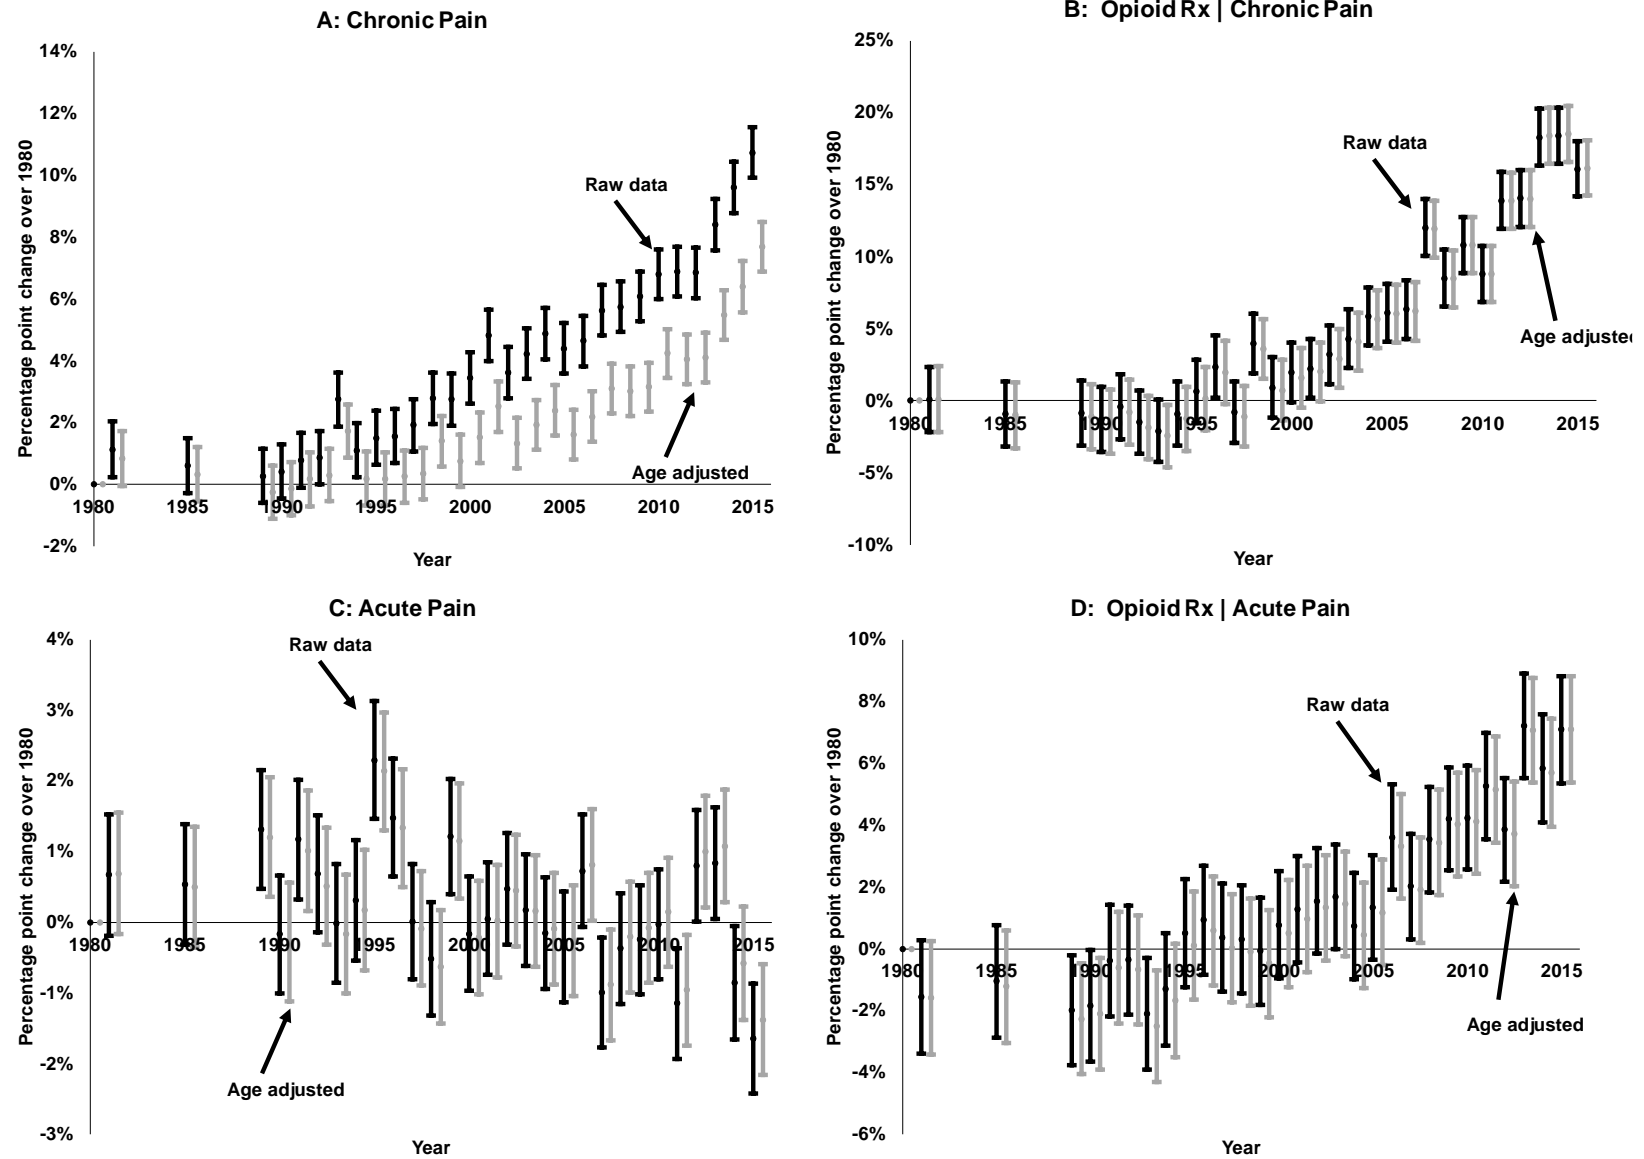 A: Chronic Pain
14%
12%
10%
8%
6%
4%
2%
0%
-2%
Percentage point change over 1980
Raw data
Age adjusted
1980 1985 1990 1995 2000 2005 2010 2015
Year
B: Opioid Rx | Chronic Pain
25%
20%
15%
10%
5%
0%
-5%
-10%
Percentage point change over 1980
Raw data
Age adjusted
1980 1985 1990 1995 2000 2005 2010 2015
Year
C: Acute Pain
4%
3%
2%
1%
0%
-1%
-2%
-3%
Percentage point change over 1980
Raw data
Age adjusted
1980 1985 1990 1995 2000 2005 2010 2015
Year
D: Opioid Rx | Acute Pain
10%
8%
6%
4%
2%
0%
-2%
-4%
-6%
Percentage point change over 1980
Raw data
Age adjusted
1980 1985 1990 1995 2000 2005 2010 2015
Year